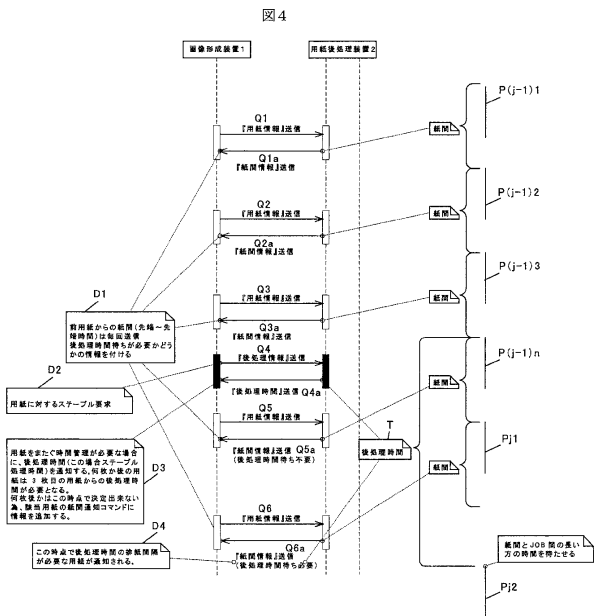 図4
画像形成装置1
用紙後処理装置2
P(j-1)1
Q1
『用紙情報』送信
紙間
Q1a
『紙間情報』送信
P(j-1)2
Q2
『用紙情報』送信
紙間
Q2a
『紙間情報』送信
P(j-1)3
Q3
『用紙情報』送信
紙間
D1
前用紙からの紙間(先端~先
端時間)は毎回送信
後処理時間待ちが必要かどう
かの情報を付ける
Q3a
『紙間情報』送信
Q4
『後処理情報』送信
P(j-1)n
D2
用紙に対するステープル要求
『後処理時間』送信 Q4a
紙間
Q5
『用紙情報』送信
T
後処理時間
Pj1
D3
用紙をまたぐ時間管理が必要な場合
に、後処理時間(この場合ステープル
処理時間)を通知する。何枚か後の用
紙は3枚目の用紙からの後処理時
間が必要となる。
何枚後かはこの時点で決定出来ない
為、該当用紙の紙間通知コマンドに
情報を追加する。
『紙間情報』送信 Q5a
(後処理時間待ち不要)
紙間
Q6
『用紙情報』送信
D4
この時点で後処理時間の排紙間隔
が必要な用紙が通知される。
Q6a
『紙間情報』送信
(後処理時間待ち必要)
紙間とJOB間の長い
方の時間を待たせる
Pj2